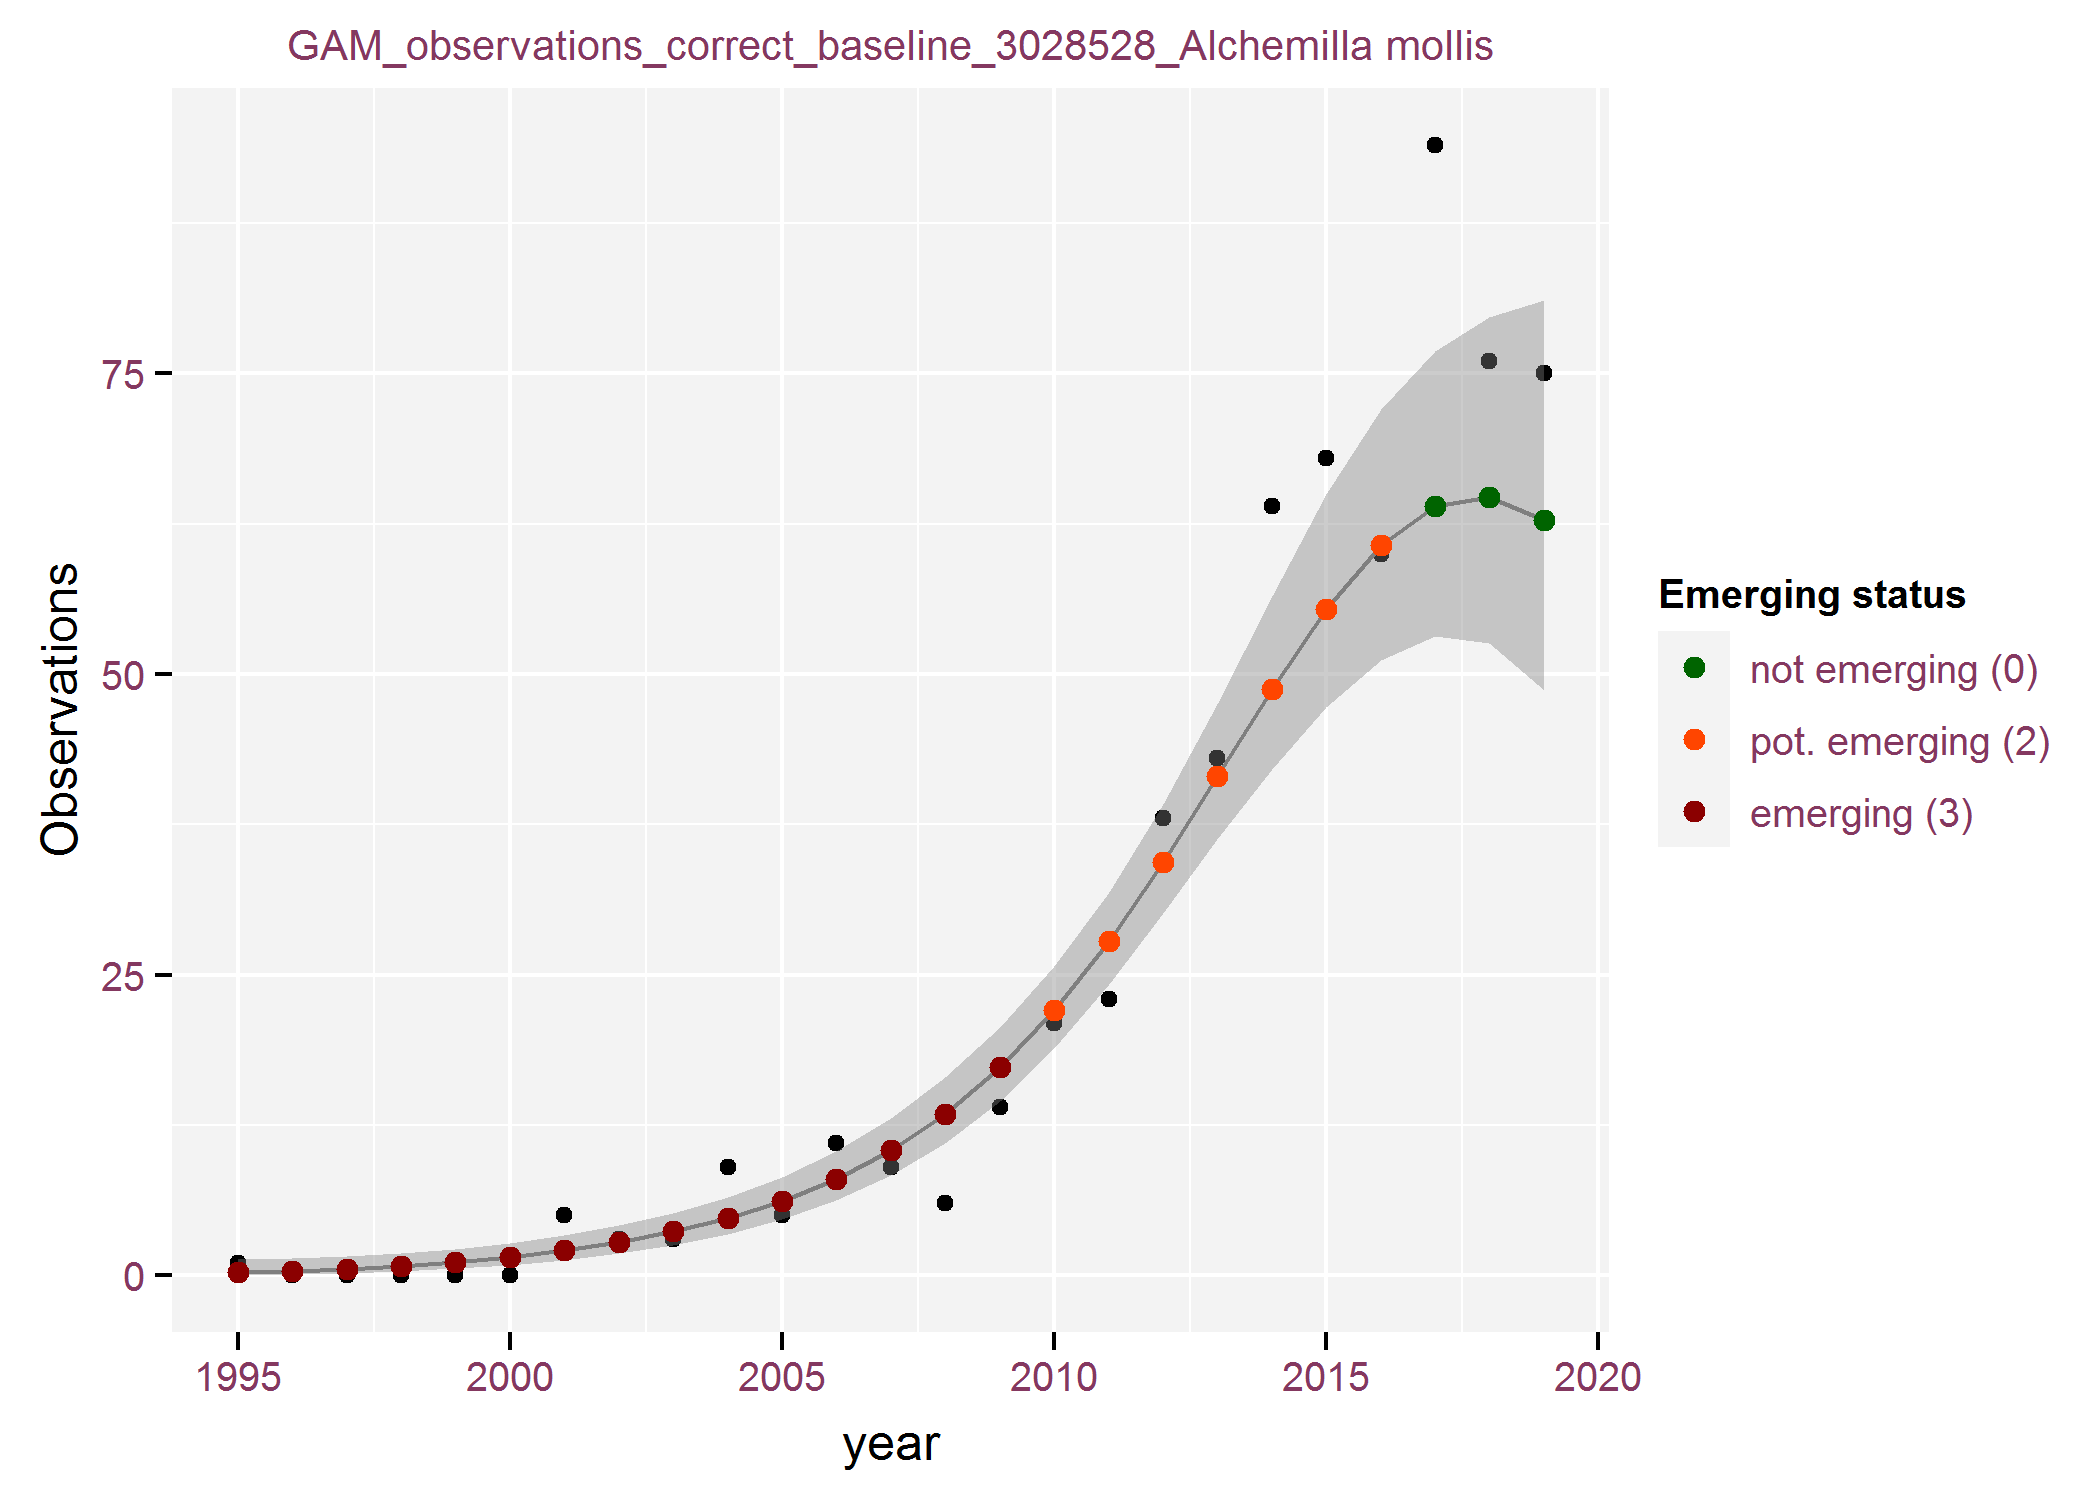 GAM_observations_correct_baseline_3028528_Alchemilla mollis
Observations
75
50
25
0
1995 2000 2005 2010 2015 2020
year
Emerging status
not emerging (0)
pot. emerging (2)
emerging (3)